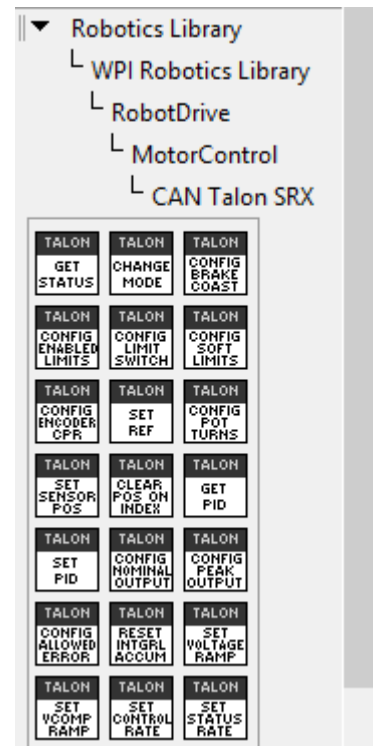 Robotics Library
WPI Robotics Library
RobotDrive
MotorControl
CAN Talon SRX
TALON TALON TALON
GET STATUS CHANGE MODE CONFIG BRAKE COAST
TALON TALON TALON
CONFIG ENABLED LIMITS CONFIG LIMIT SWITCH CONFIG SOFT LIMITS
TALON TALON TALON
CONFIG ENCODER CPR SET REF CONFIG POT TURNS
TALON TALON TALON
SET SENSOR POS CLEAR POS ON INDEX GET PID
TALON TALON TALON
SET PID CONFIG NOMINAL OUTPUT CONFIG PEAK OUTPUT
TALON TALON TALON
CONFIG ALLOWED ERROR RESET INTGRL ACCUM SET VOLTAGE RAMP
TALON TALON TALON
SET VCOMP RAMP SET CONTROL RATE SET STATUS RATE